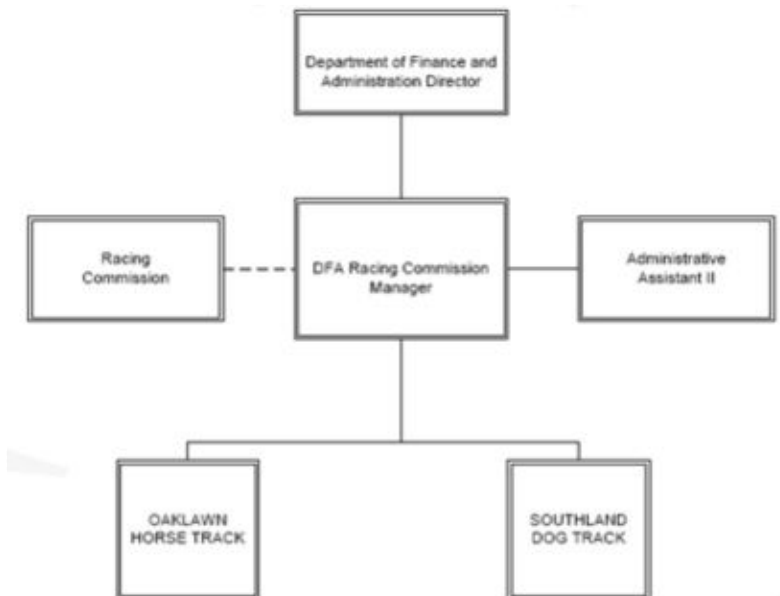 Department of Finance and
Administration Director
Racing
Commission
DFA Racing Commission
Manager
Administrative
Assistant II
OAKLAWN
HORSE TRACK
SOUTHLAND
DOG TRACK